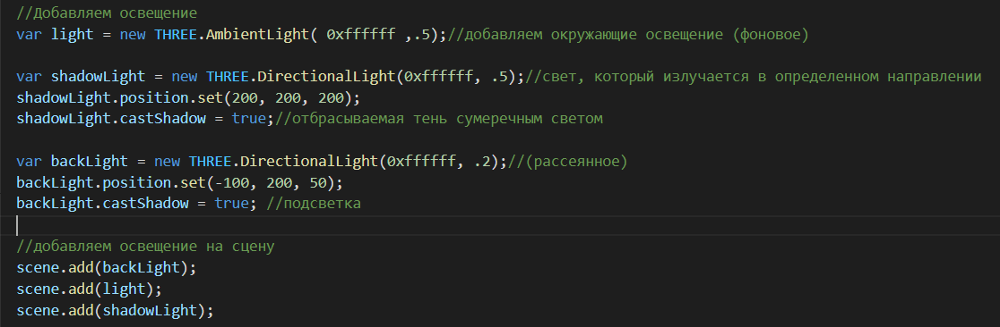 //Добавляем освещение
var light = new THREE.AmbientLight( 0xffffff ,.5);//добавляем окружающие освещение (фоновое)
var shadowLight = new THREE.DirectionalLight(0xffffff, .5);//свет, который излучается в определенном направлении
shadowLight.position.set(200, 200, 200);
shadowLight.castShadow = true;//отбрасываемая тень сумеречным светом
var backLight = new THREE.DirectionalLight(0xffffff, .2);//(рассеянное)
backLight.position.set(-100, 200, 50);
backLight.castShadow = true; //подсветка
//добавляем освещение на сцену
scene.add(backLight);
scene.add(light);
scene.add(shadowLight);